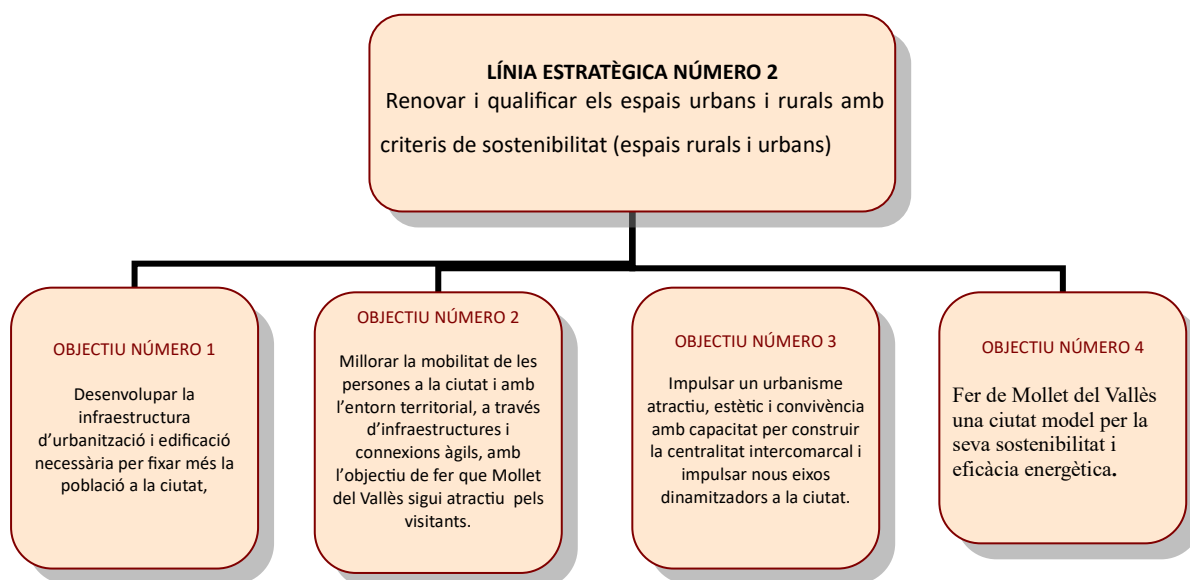 LÍNIA ESTRATÈGICA NÚMERO 2
Renovar i qualificar els espais urbans i rurals amb
criteris de sostenibilitat (espais rurals i urbans)
OBJECTIU NÚMERO 1
Desenvolupar la
infraestructura
d’urbanització i edificació
necessària per fixar més la
població a la ciutat,
OBJECTIU NÚMERO 2
Millorar la mobilitat de les
persones a la ciutat i amb
l’entorn territorial, a través
d’infraestructures i
connexions àgils, amb
l’objectiu de fer que Mollet
del Vallès sigui atractiu pels
visitants.
OBJECTIU NÚMERO 3
Impulsar un urbanisme
atractiu, estètic i convivència
amb capacitat per construir
la centralitat intercomarcal i
impulsar nous eixos
dinamitzadors a la ciutat.
OBJECTIU NÚMERO 4
Fer de Mollet del Vallès
una ciutat model per la
seva sostenibilitat i
eficàcia energètica.